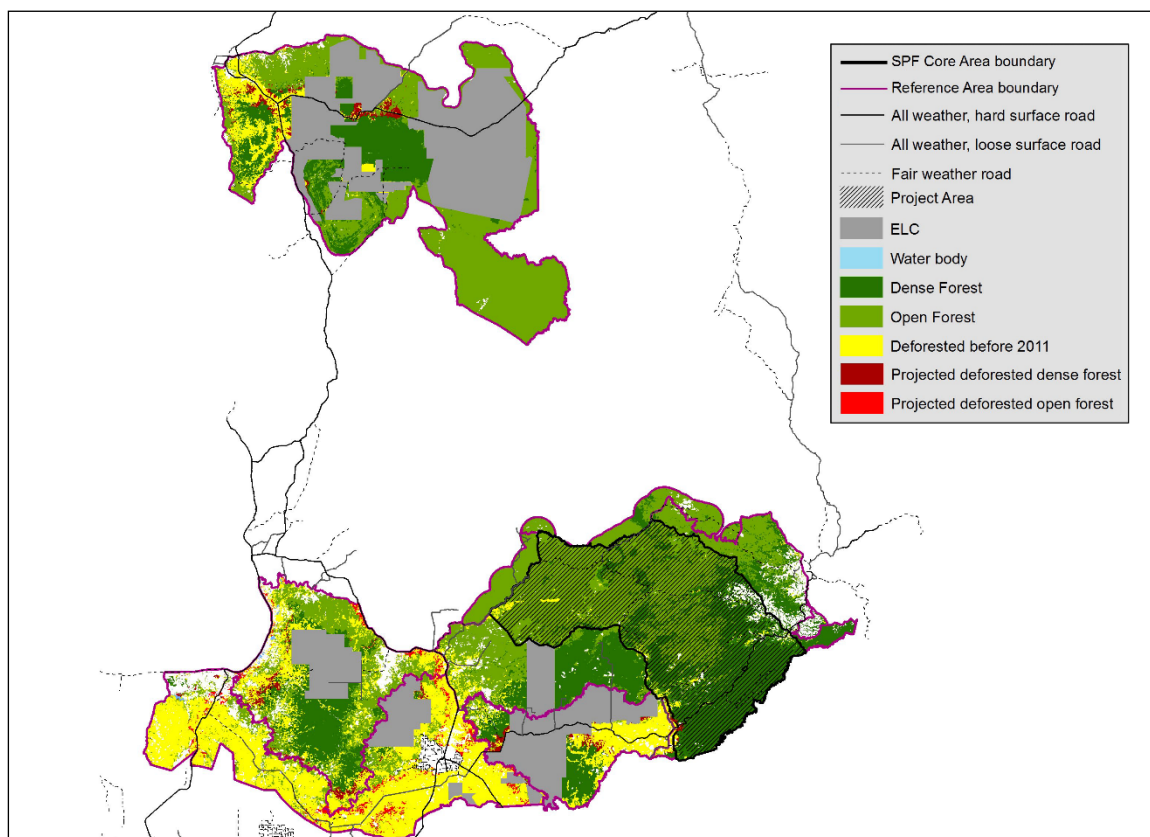 SPF Core Area boundary
Reference Area boundary
All weather, hard surface road
All weather, loose surface road
Fair weather road
Project Area
ELC
Water body
Dense Forest
Open Forest
Deforested before 2011
Projected deforested dense forest
Projected deforested open forest